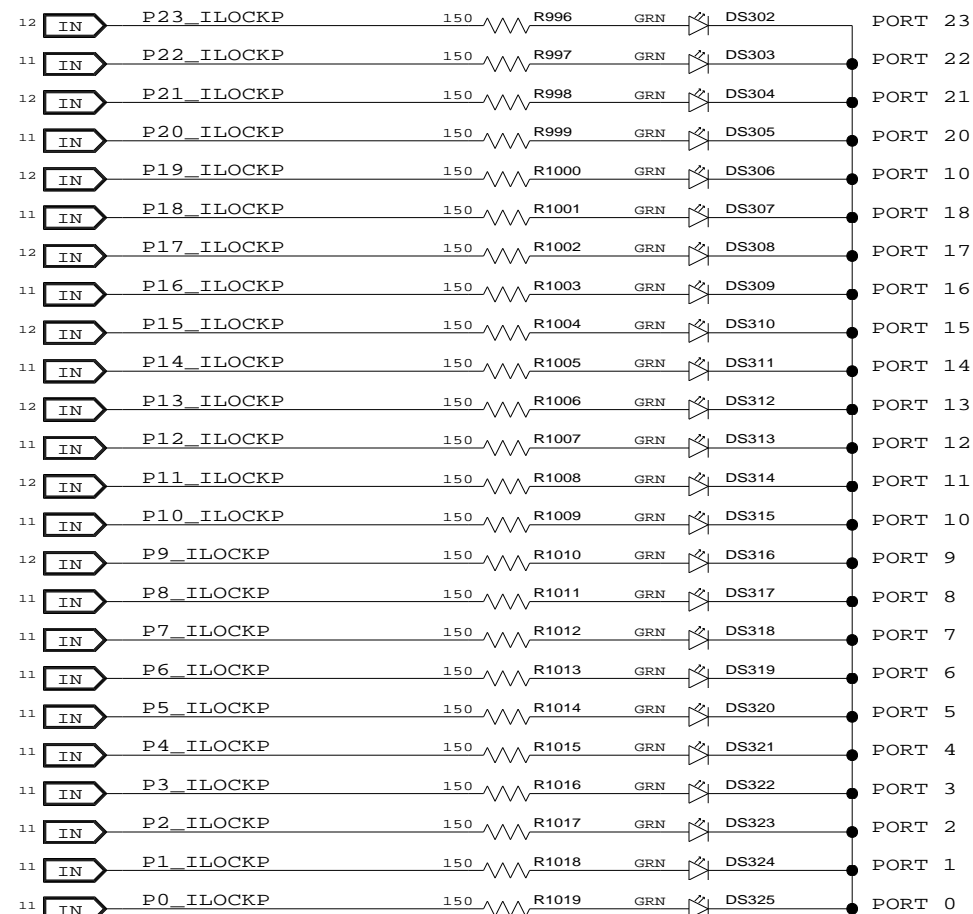 12 IN P23_ILOCKP 150 R996 GRN DS302 PORT 23
11 IN P22_ILOCKP 150 R997 GRN DS303 PORT 22
12 IN P21_ILOCKP 150 R998 GRN DS304 PORT 21
11 IN P20_ILOCKP 150 R999 GRN DS305 PORT 20
12 IN P19_ILOCKP 150 R1000 GRN DS306 PORT 10
11 IN P18_ILOCKP 150 R1001 GRN DS307 PORT 18
12 IN P17_ILOCKP 150 R1002 GRN DS308 PORT 17
11 IN P16_ILOCKP 150 R1003 GRN DS309 PORT 16
12 IN P15_ILOCKP 150 R1004 GRN DS310 PORT 15
11 IN P14_ILOCKP 150 R1005 GRN DS311 PORT 14
12 IN P13_ILOCKP 150 R1006 GRN DS312 PORT 13
11 IN P12_ILOCKP 150 R1007 GRN DS313 PORT 12
12 IN P11_ILOCKP 150 R1008 GRN DS314 PORT 11
11 IN P10_ILOCKP 150 R1009 GRN DS315 PORT 10
12 IN P9_ILOCKP 150 R1010 GRN DS316 PORT 9
11 IN P8_ILOCKP 150 R1011 GRN DS317 PORT 8
11 IN P7_ILOCKP 150 R1012 GRN DS318 PORT 7
11 IN P6_ILOCKP 150 R1013 GRN DS319 PORT 6
11 IN P5_ILOCKP 150 R1014 GRN DS320 PORT 5
11 IN P4_ILOCKP 150 R1015 GRN DS321 PORT 4
11 IN P3_ILOCKP 150 R1016 GRN DS322 PORT 3
11 IN P2_ILOCKP 150 R1017 GRN DS323 PORT 2
11 IN P1_ILOCKP 150 R1018 GRN DS324 PORT 1
11 IN P0_ILOCKP 150 R1019 GRN DS325 PORT 0